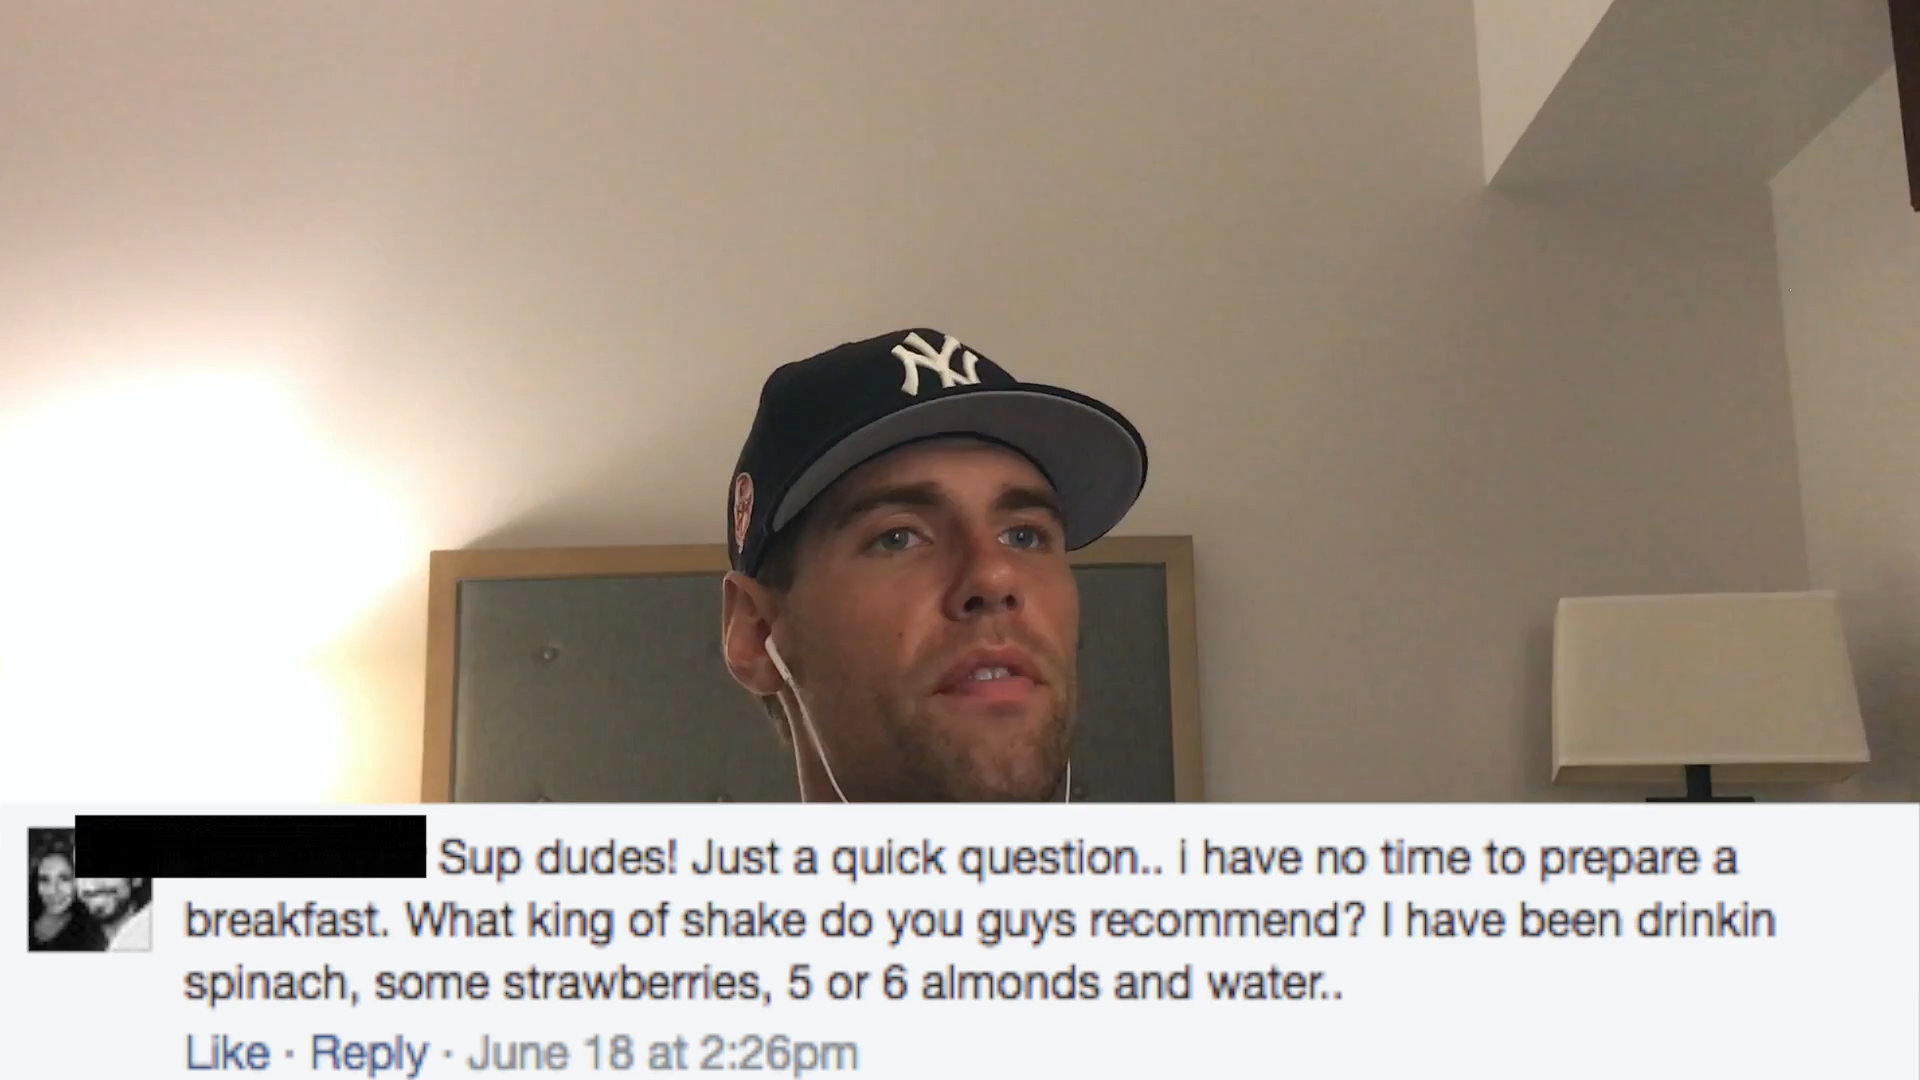 NY
Sup dudes! Just a quick question.. i have no time to prepare a
breakfast. What king of shake do you guys recommend? I have been drinkin
spinach, some strawberries, 5 or 6 almonds and water..
Like · Reply · June 18 at 2:26pm